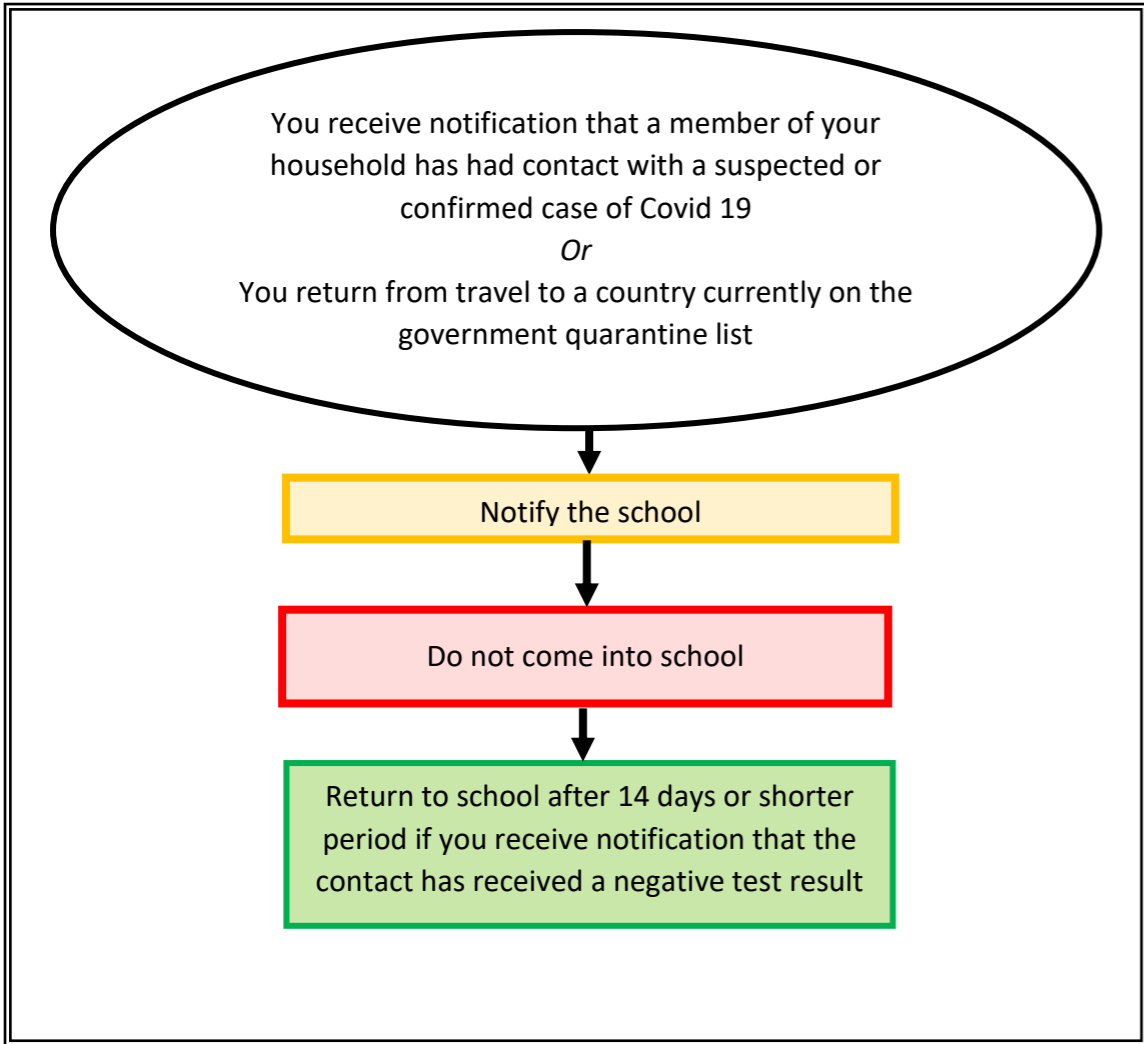 You receive notification that a member of your
household has had contact with a suspected or
confirmed case of Covid 19
Or
You return from travel to a country currently on the
government quarantine list
Notify the school
Do not come into school
Return to school after 14 days or shorter
period if you receive notification that the
contact has received a negative test result